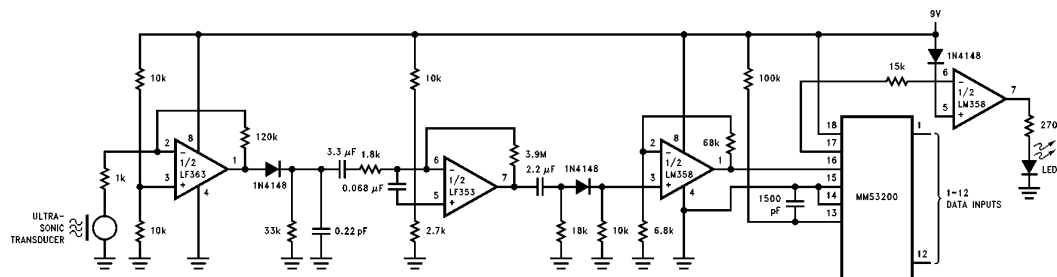 9V
1N4148
10k
10k
100k
15k
6
7
1/2
LM358
5
270
LED
8
2
1/2
LF363
1
3
4
120k
1k
10k
ULTRA-
SONIC
TRANSDUCER
1N4148
33k
0.22 pF
3.3 μF
1.8k
0.068 μF
6
1/2
LF353
7
5
3.9M
2.2 μF
2.7k
1N4148
18k
10k
8
2
1/2
LM358
1
3
4
68k
6.8k
1500
pF
18
17
16
15
14
13
MM53200
1
12
1-12
DATA INPUTS